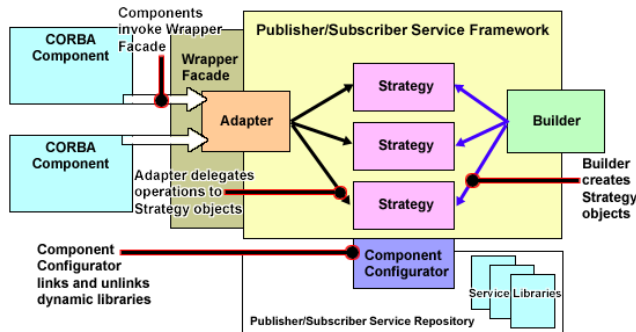 Components
invoke Wrapper
Facade
CORBA
Component
Publisher/Subscriber Service Framework
Wrapper
Facade
Strategy
Adapter
Strategy
Builder
CORBA
Component
Adapter delegates
operations to
Strategy objects
Strategy
Builder
creates
Strategy
objects
Component
Configurator
links and unlinks
dynamic libraries
Component
Configurator
Service Libraries
Publisher/Subscriber Service Repository